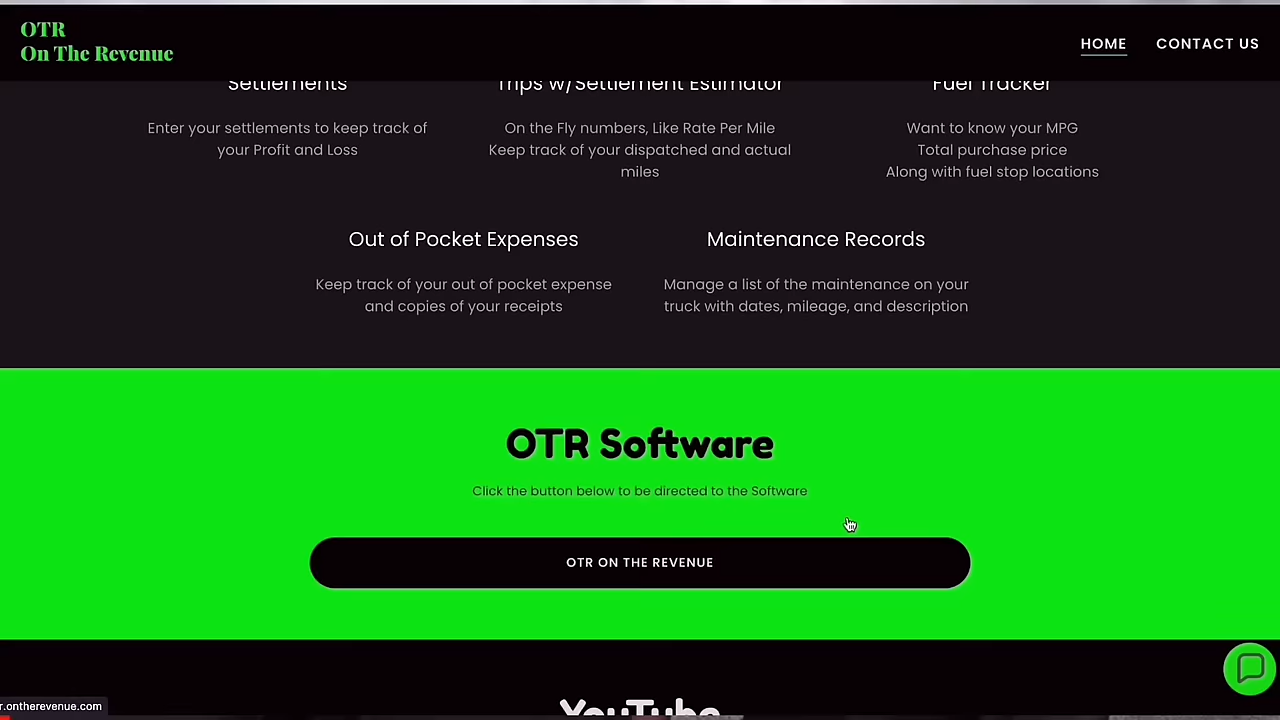 OTR
On The Revenue
HOME
CONTACT US
Settlements
Trips w/Settlement Estimator
Fuel Tracker
Enter your settlements to keep track of
your Profit and Loss
On the Fly numbers, Like Rate Per Mile
Keep track of your dispatched and actual
miles
Want to know your MPG
Total purchase price
Along with fuel stop locations
Out of Pocket Expenses
Maintenance Records
Keep track of your out of pocket expense
and copies of your receipts
Manage a list of the maintenance on your
truck with dates, mileage, and description
OTR Software
Click the button below to be directed to the Software
OTR ON THE REVENUE
YouTube
r.ontherevenue.com